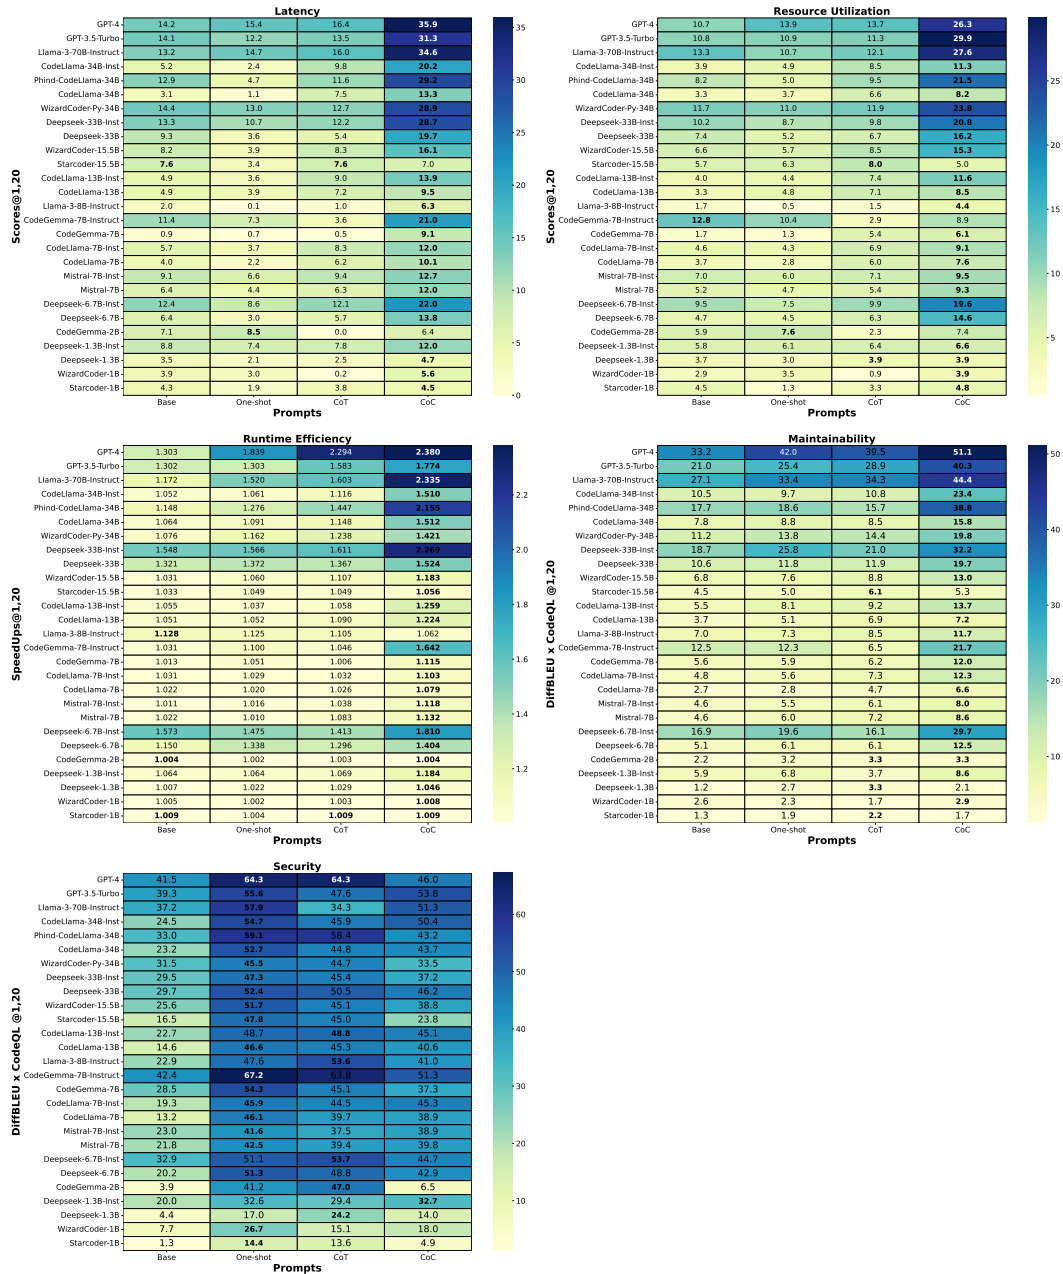 Latency
Scores@1,20
GPT-4 14.2 15.4 16.4 35.9
GPT-3.5-Turbo 14.1 12.2 13.5 31.3
Llama-3-70B-Instruct 13.2 14.7 16.0 34.6
CodeLlama-34B-Inst 5.2 2.4 9.8 20.2
Phind-CodeLlama-34B 12.9 4.7 11.6 29.2
CodeLlama-34B 3.1 1.1 7.5 13.3
WizardCoder-Py-34B 14.4 13.0 12.7 28.9
Deepseek-33B-Inst 13.3 10.7 12.2 28.7
Deepseek-33B 9.3 3.6 5.4 19.7
WizardCoder-15.5B 8.2 3.9 8.3 16.1
Starcoder-15.5B 7.6 3.4 7.6 7.0
CodeLlama-13B-Inst 4.9 3.6 9.0 13.9
CodeLlama-13B 4.9 3.9 7.2 9.5
Llama-3-8B-Instruct 2.0 0.1 1.0 6.3
CodeGemma-7B-Instruct 11.4 7.3 3.6 21.0
CodeGemma-7B 0.9 0.7 0.5 9.1
CodeLlama-7B-Inst 5.7 3.7 8.3 12.0
CodeLlama-7B 4.0 2.2 6.2 10.1
Mistral-7B-Inst 9.1 6.6 9.4 12.7
Mistral-7B 6.4 4.4 6.3 12.0
Deepseek-6.7B-Inst 12.4 8.6 12.1 22.0
Deepseek-6.7B 6.4 3.0 5.7 13.8
CodeGemma-2B 7.1 8.5 0.0 6.4
Deepseek-1.3B-Inst 8.8 7.4 7.8 12.0
Deepseek-1.3B 3.5 2.1 2.5 4.7
WizardCoder-1B 3.9 3.0 0.2 5.6
Starcoder-1B 4.3 1.9 3.8 4.5
Base One-shot CoT CoC
Prompts
35
30
25
20
15
10
5
0
Resource Utilization
Scores@1,20
GPT-4 10.7 13.9 13.7 26.3
GPT-3.5-Turbo 10.8 10.9 11.3 29.9
Llama-3-70B-Instruct 13.3 10.7 12.1 27.6
CodeLlama-34B-Inst 3.9 4.9 8.5 11.3
Phind-CodeLlama-34B 8.2 5.0 9.5 21.5
CodeLlama-34B 3.3 3.7 6.6 8.2
WizardCoder-Py-34B 11.7 11.0 11.9 23.8
Deepseek-33B-Inst 10.2 8.7 9.8 20.8
Deepseek-33B 7.4 5.2 6.7 16.2
WizardCoder-15.5B 6.6 5.7 8.5 15.3
Starcoder-15.5B 5.7 6.3 8.0 5.0
CodeLlama-13B-Inst 4.0 4.4 7.4 11.6
CodeLlama-13B 3.3 4.8 7.1 8.5
Llama-3-8B-Instruct 1.7 0.5 1.5 4.4
CodeGemma-7B-Instruct 12.8 10.4 2.9 8.9
CodeGemma-7B 1.7 1.3 5.4 6.1
CodeLlama-7B-Inst 4.6 4.3 6.9 9.1
CodeLlama-7B 3.7 2.8 6.0 7.6
Mistral-7B-Inst 7.0 6.0 7.1 9.5
Mistral-7B 5.2 4.7 5.4 9.3
Deepseek-6.7B-Inst 9.5 7.5 9.9 19.6
Deepseek-6.7B 4.7 4.5 6.3 14.6
CodeGemma-2B 5.9 7.6 2.3 7.4
Deepseek-1.3B-Inst 5.8 6.1 6.4 6.6
Deepseek-1.3B 3.7 3.0 3.9 3.9
WizardCoder-1B 2.9 3.5 0.9 3.9
Starcoder-1B 4.5 1.3 3.3 4.8
Base One-shot CoT CoC
Prompts
25
20
15
10
5
Runtime Efficiency
SpeedUps@1,20
GPT-4 1.303 1.839 2.294 2.380
GPT-3.5-Turbo 1.302 1.303 1.583 1.774
Llama-3-70B-Instruct 1.172 1.520 1.603 2.335
CodeLlama-34B-Inst 1.052 1.061 1.116 1.510
Phind-CodeLlama-34B 1.148 1.276 1.447 2.155
CodeLlama-34B 1.064 1.091 1.148 1.512
WizardCoder-Py-34B 1.076 1.162 1.238 1.421
Deepseek-33B-Inst 1.548 1.566 1.611 2.269
Deepseek-33B 1.321 1.372 1.367 1.524
WizardCoder-15.5B 1.031 1.060 1.107 1.183
Starcoder-15.5B 1.033 1.049 1.049 1.056
CodeLlama-13B-Inst 1.055 1.037 1.058 1.259
CodeLlama-13B 1.051 1.052 1.090 1.224
Llama-3-8B-Instruct 1.128 1.125 1.105 1.062
CodeGemma-7B-Instruct 1.031 1.100 1.046 1.642
CodeGemma-7B 1.013 1.051 1.006 1.115
CodeLlama-7B-Inst 1.031 1.029 1.032 1.103
CodeLlama-7B 1.022 1.020 1.026 1.079
Mistral-7B-Inst 1.011 1.016 1.038 1.118
Mistral-7B 1.022 1.010 1.083 1.132
Deepseek-6.7B-Inst 1.573 1.475 1.413 1.810
Deepseek-6.7B 1.150 1.338 1.296 1.404
CodeGemma-2B 1.004 1.002 1.003 1.004
Deepseek-1.3B-Inst 1.064 1.064 1.069 1.184
Deepseek-1.3B 1.007 1.022 1.029 1.046
WizardCoder-1B 1.005 1.002 1.003 1.008
Starcoder-1B 1.009 1.004 1.009 1.009
Base One-shot CoT CoC
Prompts
2.2
2.0
1.8
1.6
1.4
1.2
Maintainability
DiffBLEU x CodeQL @1,20
GPT-4 33.2 42.0 39.5 51.1
GPT-3.5-Turbo 21.0 25.4 28.9 40.3
Llama-3-70B-Instruct 27.1 33.4 34.3 44.4
CodeLlama-34B-Inst 10.5 9.7 10.8 23.4
Phind-CodeLlama-34B 17.7 18.6 15.7 38.8
CodeLlama-34B 7.8 8.8 8.5 15.8
WizardCoder-Py-34B 11.2 13.8 14.4 19.8
Deepseek-33B-Inst 18.7 25.8 21.0 32.2
Deepseek-33B 10.6 11.8 11.9 19.7
WizardCoder-15.5B 6.8 7.6 8.8 13.0
Starcoder-15.5B 4.5 5.0 6.1 5.3
CodeLlama-13B-Inst 5.5 8.1 9.2 13.7
CodeLlama-13B 3.7 5.1 6.9 7.2
Llama-3-8B-Instruct 7.0 7.3 8.5 11.7
CodeGemma-7B-Instruct 12.5 12.3 6.5 21.7
CodeGemma-7B 5.6 5.9 6.2 12.0
CodeLlama-7B-Inst 4.8 5.6 7.3 12.3
CodeLlama-7B 2.7 2.8 4.7 6.6
Mistral-7B-Inst 4.6 5.5 6.1 8.0
Mistral-7B 4.6 6.0 7.2 8.6
Deepseek-6.7B-Inst 16.9 19.6 16.1 29.7
Deepseek-6.7B 5.1 6.1 6.1 12.5
CodeGemma-2B 2.2 3.2 3.3 3.3
Deepseek-1.3B-Inst 5.9 6.8 3.7 8.6
Deepseek-1.3B 1.2 2.7 3.3 2.1
WizardCoder-1B 2.6 2.3 1.7 2.9
Starcoder-1B 1.3 1.9 2.2 1.7
Base One-shot CoT CoC
Prompts
50
40
30
20
10
Security
DiffBLEU x CodeQL @1,20
GPT-4 41.5 64.3 64.3 46.0
GPT-3.5-Turbo 39.3 55.6 47.6 53.8
Llama-3-70B-Instruct 37.2 57.9 34.3 51.3
CodeLlama-34B-Inst 24.5 54.7 45.9 50.4
Phind-CodeLlama-34B 33.0 59.1 58.4 43.2
CodeLlama-34B 23.2 52.7 44.8 43.7
WizardCoder-Py-34B 31.5 45.5 44.7 33.5
Deepseek-33B-Inst 29.5 47.3 45.4 37.2
Deepseek-33B 29.7 52.4 50.5 46.2
WizardCoder-15.5B 25.6 51.7 45.1 38.8
Starcoder-15.5B 16.5 47.8 45.0 23.8
CodeLlama-13B-Inst 22.7 48.7 48.8 45.1
CodeLlama-13B 14.6 46.6 45.3 40.6
Llama-3-8B-Instruct 22.9 47.6 53.6 41.0
CodeGemma-7B-Instruct 42.4 67.2 63.8 51.3
CodeGemma-7B 28.5 54.3 45.1 37.3
CodeLlama-7B-Inst 19.3 45.9 44.5 45.3
CodeLlama-7B 13.2 46.1 39.7 38.9
Mistral-7B-Inst 23.0 41.6 37.5 38.9
Mistral-7B 21.8 42.5 39.4 39.8
Deepseek-6.7B-Inst 32.9 51.1 53.7 44.7
Deepseek-6.7B 20.2 51.3 48.8 42.9
CodeGemma-2B 3.9 41.2 47.0 6.5
Deepseek-1.3B-Inst 20.0 32.6 29.4 32.7
Deepseek-1.3B 4.4 17.0 24.2 14.0
WizardCoder-1B 7.7 26.7 15.1 18.0
Starcoder-1B 1.3 14.4 13.6 4.9
Base One-shot CoT CoC
Prompts
60
50
40
30
20
10